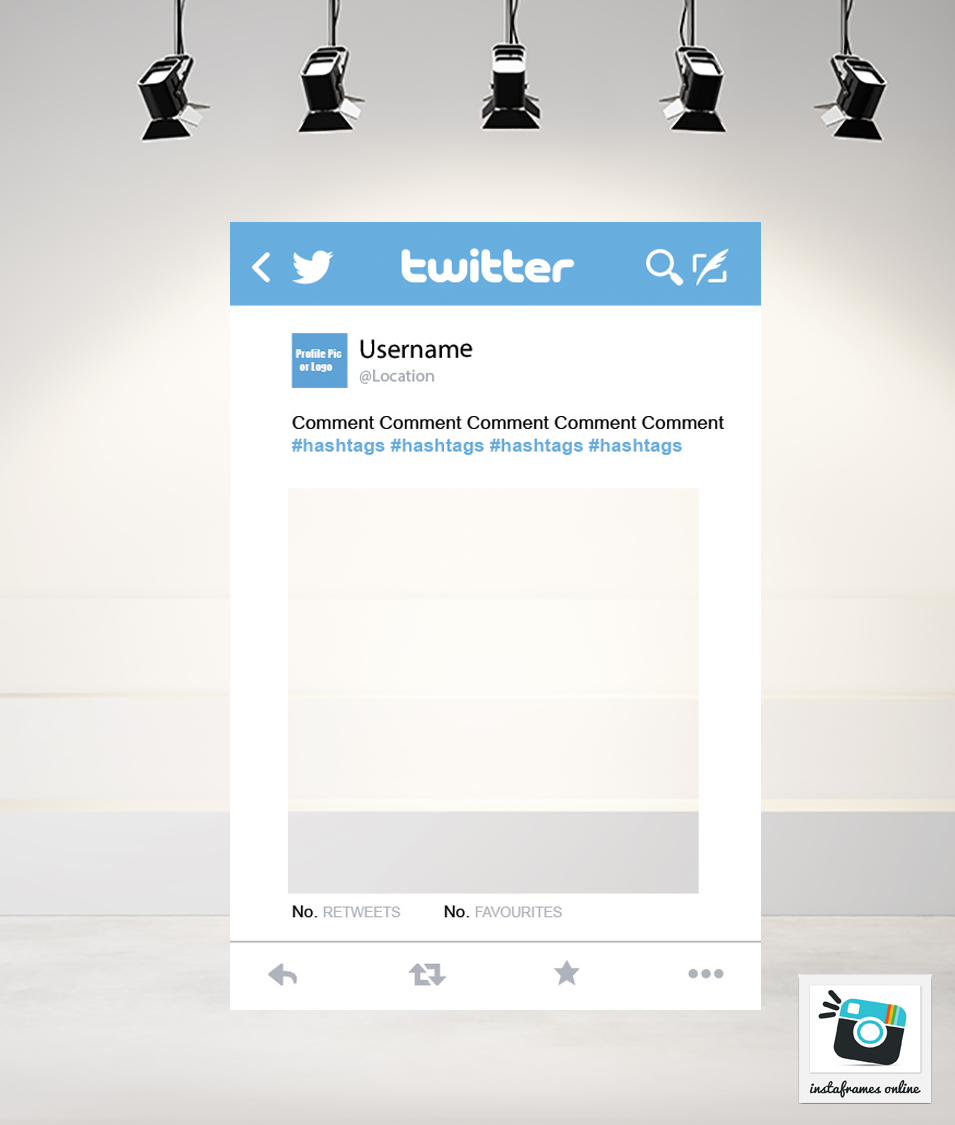 twitter
Profile Pic
or Logo
Username
@Location
Comment Comment Comment Comment Comment
#hashtags #hashtags #hashtags #hashtags
No. RETWEETS No. FAVOURITES
instaframes online